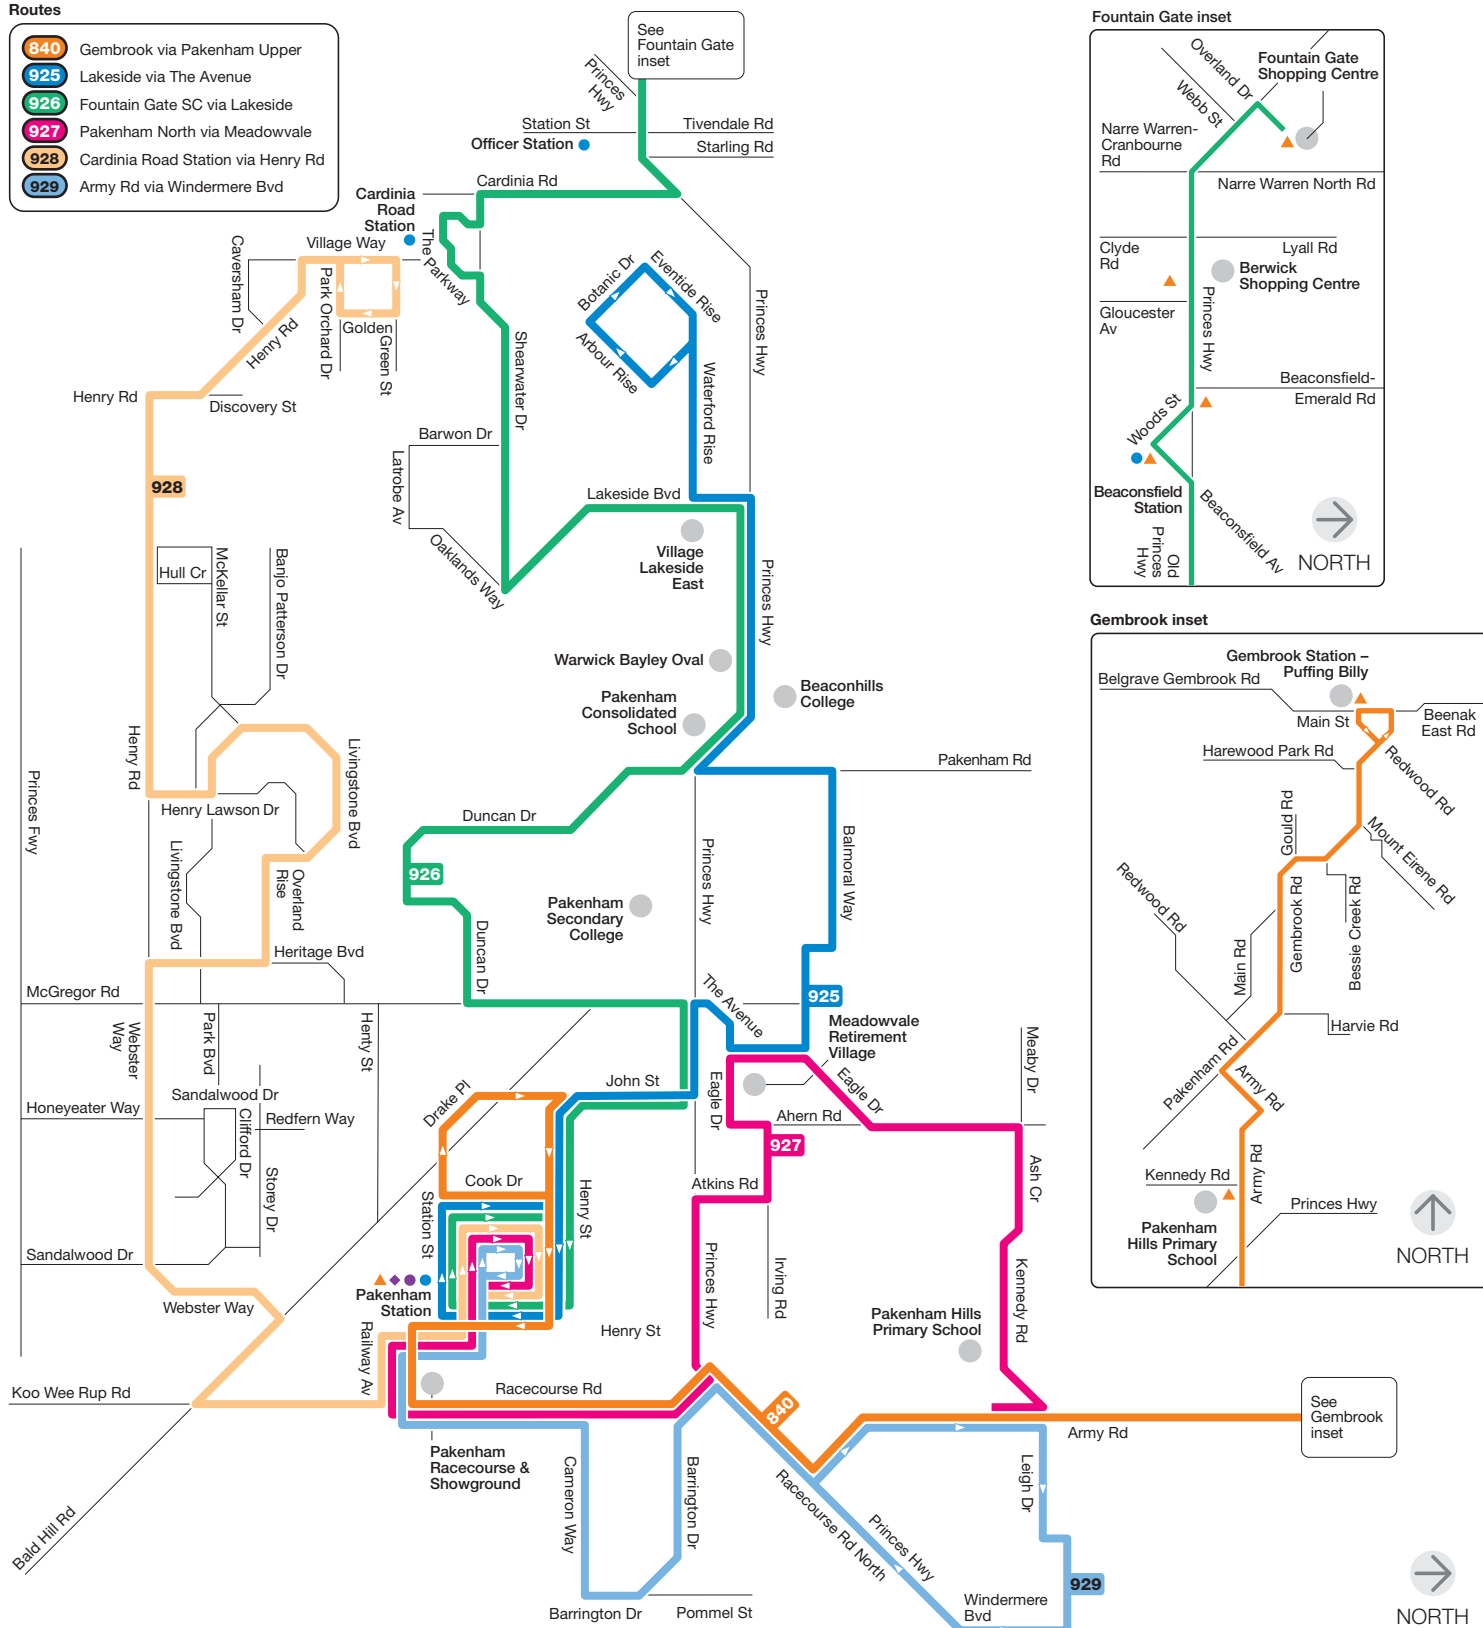 Routes
840 Gembrook via Pakenham Upper
925 Lakeside via The Avenue
926 Fountain Gate SC via Lakeside
927 Pakenham North via Meadowvale
928 Cardinia Road Station via Henry Rd
929 Army Rd via Windermere Bvd
See
Fountain Gate
inset
Princes
Hwy
Station St
Tivendale Rd
Officer Station
Starling Rd
Cardinia Rd
Cardinia
Road
Station
The Parkway
Village Way
Caversham Dr
Park Orchard Dr
Henry Rd
Golden
Green St
Henry Rd
Discovery St
Botanic Dr
Eventide Rise
Arbour Rise
Waterford Rise
Princes Hwy
Shearwater Dr
Barwon Dr
Latrobe Av
Oaklands Way
Lakeside Bvd
928
Village
Lakeside
East
Princes Hwy
Hull Cr
McKellar St
Banjo Patterson Dr
Warwick Bayley Oval
Beaconhills
College
Pakenham
Consolidated
School
Pakenham Rd
Henry Rd
Livingstone Bvd
Princes Fwy
Henry Lawson Dr
Livingstone Bvd
Overland
Rise
Duncan Dr
926
Princes Hwy
Balmoral Way
Pakenham
Secondary
College
Duncan Dr
Heritage Bvd
McGregor Rd
The Avenue
925
Webster
Way
Park Bvd
Henty St
Meadowvale
Retirement
Village
Meaby Dr
Eagle Dr
Eagle Dr
Sandalwood Dr
Honeyeater Way
Clifford Dr
Redfern Way
Storey Dr
Drake Pl
John St
Ahern Rd
927
Ash Cr
Cook Dr
Atkins Rd
Station St
Henry St
Sandalwood Dr
Princes Hwy
Irving Rd
Kennedy Rd
Pakenham
Station
Webster Way
Railway Av
Henry St
Pakenham Hills
Primary School
Koo Wee Rup Rd
Racecourse Rd
840
Army Rd
See
Gembrook
inset
Bald Hill Rd
Pakenham
Racecourse &
Showground
Cameron Way
Barrington Dr
Racecourse Rd North
Princes Hwy
Leigh Dr
929
Windermere
Bvd
Barrington Dr
Pommel St
NORTH
Fountain Gate inset
Overland Dr
Fountain Gate
Shopping Centre
Webb St
Narre Warren-
Cranbourne
Rd
Narre Warren North Rd
Clyde
Rd
Lyall Rd
Berwick
Shopping Centre
Gloucester
Av
Princes Hwy
Beaconsfield-
Emerald Rd
Woods St
Beaconsfield
Station
Beaconsfield Av
Old
Princes
Hwy
NORTH
Gembrook inset
Gembrook Station –
Puffing Billy
Belgrave Gembrook Rd
Main St
Beenak
East Rd
Harewood Park Rd
Redwood Rd
Gould Rd
Mount Eirene Rd
Redwood Rd
Main Rd
Gembrook Rd
Bessie Creek Rd
Harvie Rd
Pakenham Rd
Army Rd
Army Rd
Kennedy Rd
Princes Hwy
Pakenham
Hills Primary
School
NORTH